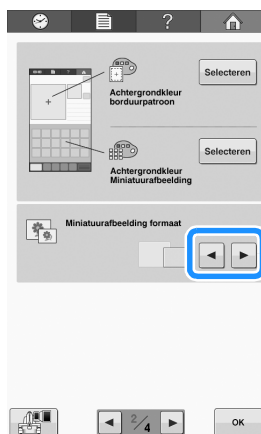 ?
Selecteren
Achtergrondkleur
borduurpatroon
Selecteren
Achtergrondkleur
Miniatuurafbeelding
Miniatuurafbeelding formaat
2/4
OK